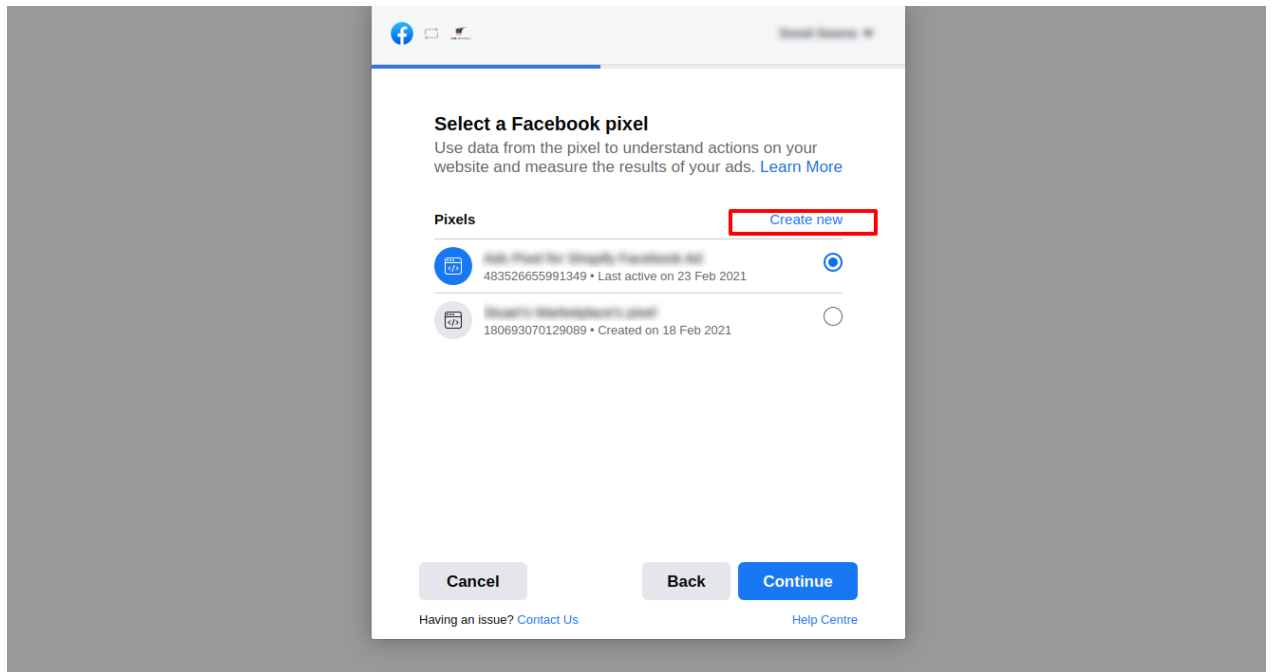 Select a Facebook pixel
Use data from the pixel to understand actions on your
website and measure the results of your ads. Learn More
Pixels
Create new
483526655991349 • Last active on 23 Feb 2021
180693070129089 • Created on 18 Feb 2021
Cancel
Back
Continue
Having an issue? Contact Us
Help Centre